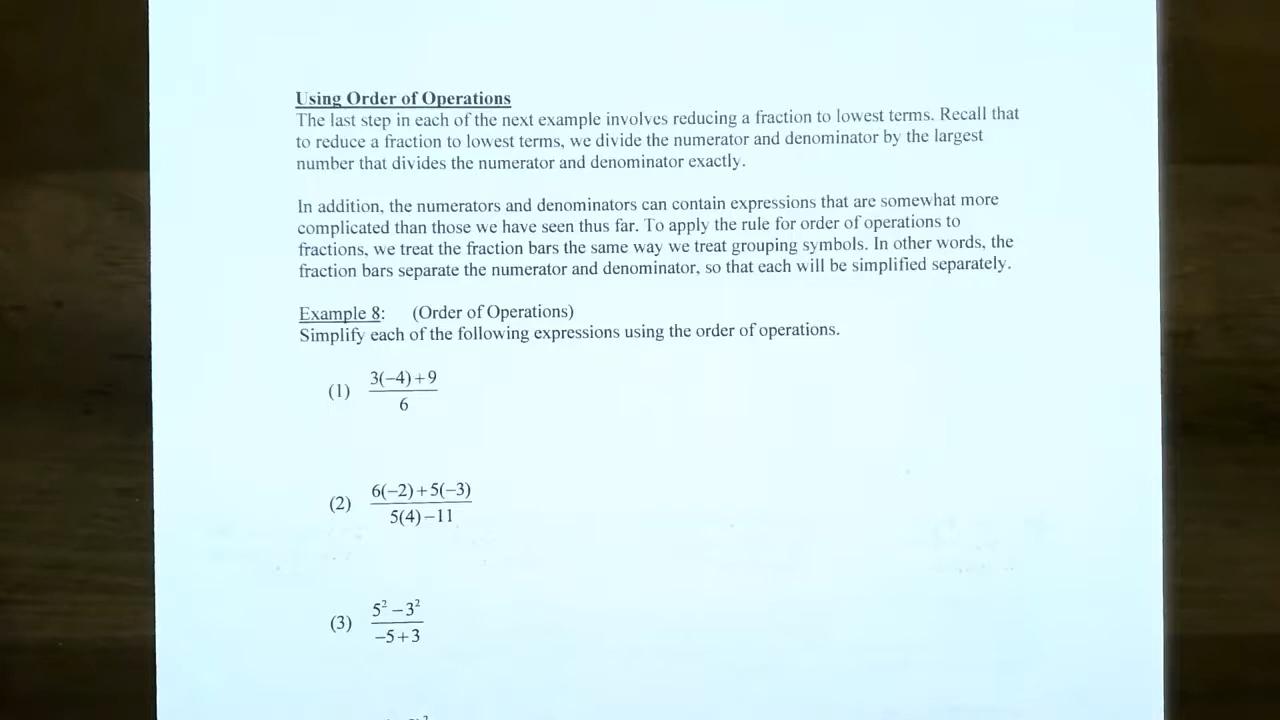 Using Order of Operations
The last step in each of the next example involves reducing a fraction to lowest terms. Recall that
to reduce a fraction to lowest terms, we divide the numerator and denominator by the largest
number that divides the numerator and denominator exactly.
In addition, the numerators and denominators can contain expressions that are somewhat more
complicated than those we have seen thus far. To apply the rule for order of operations to
fractions, we treat the fraction bars the same way we treat grouping symbols. In other words, the
fraction bars separate the numerator and denominator, so that each will be simplified separately.
Example 8: (Order of Operations)
Simplify each of the following expressions using the order of operations.
(1) 3(−4)+9
6
(2) 6(−2)+5(−3)
5(4)−11
(3) 5² −3²
−5+3